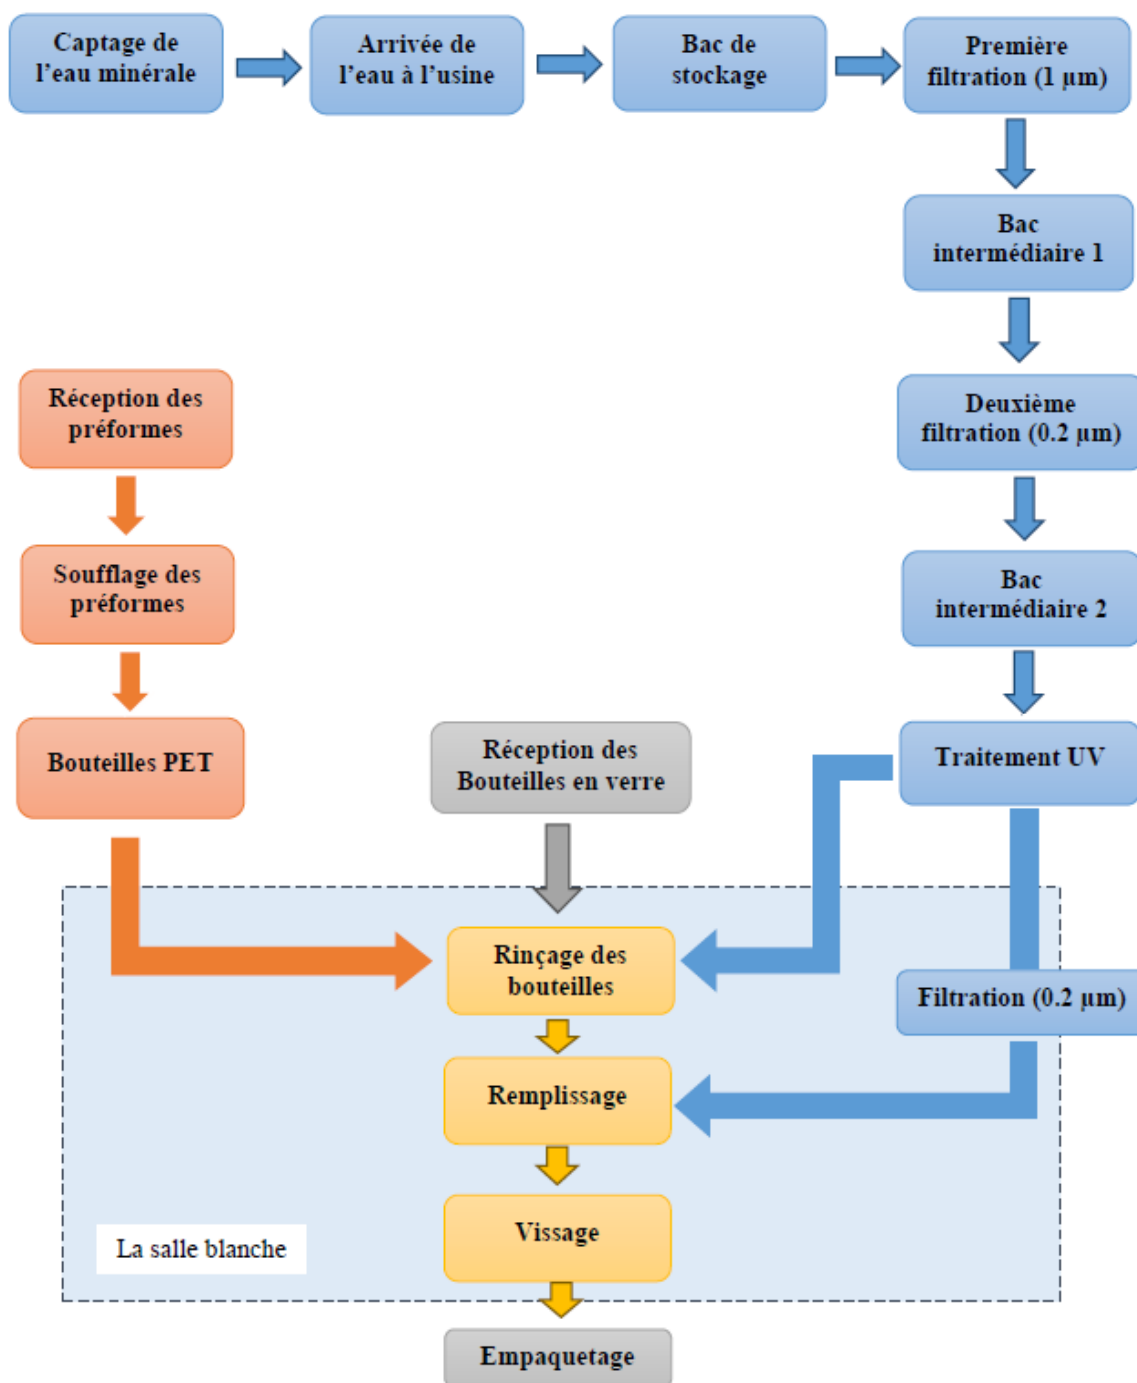 Captage de
l’eau minérale
Arrivée de
l’eau à l’usine
Bac de
stockage
Première
filtration (1 µm)
Bac
intermédiaire 1
Deuxième
filtration (0.2 µm)
Bac
intermédiaire 2
Traitement UV
Réception des
préformes
Soufflage des
préformes
Bouteilles PET
Réception des
Bouteilles en verre
Rinçage des
bouteilles
Filtration (0.2 µm)
Remplissage
Vissage
La salle blanche
Empaquetage